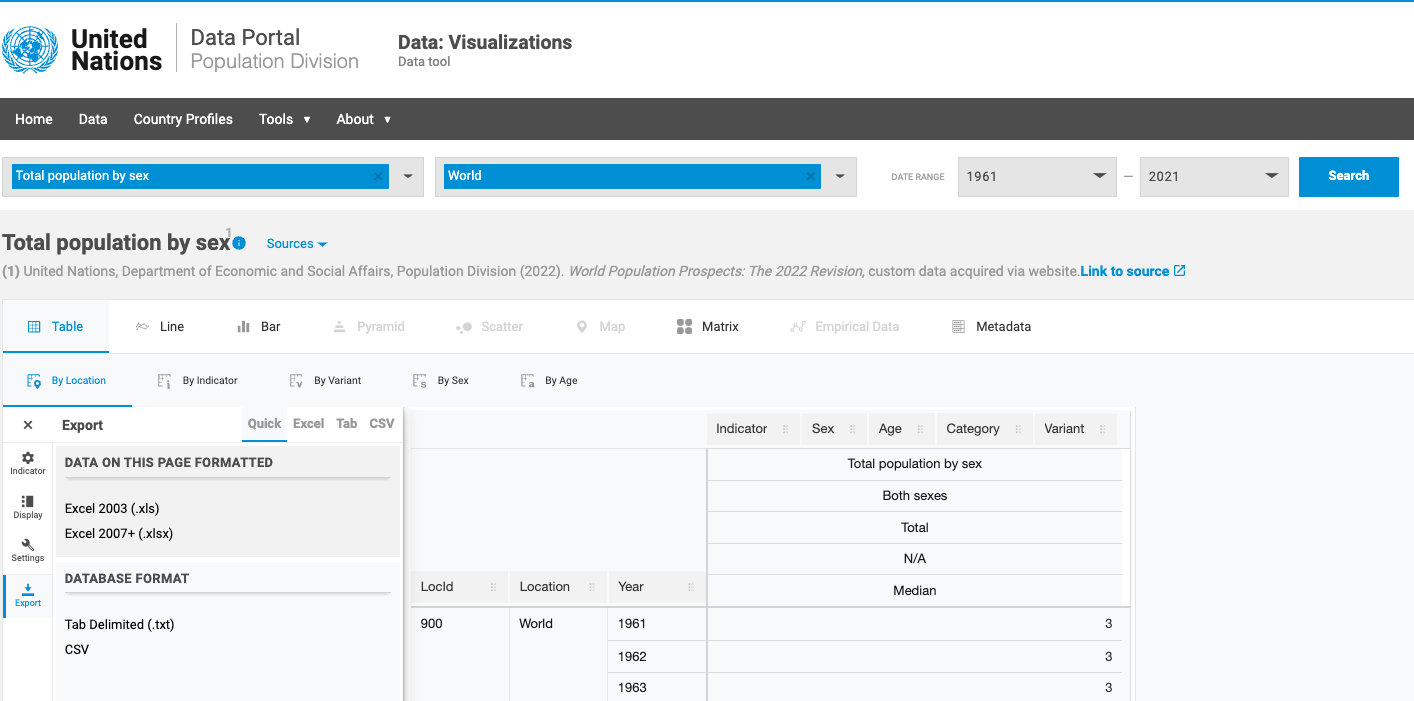 United Nations
Data Portal
Population Division
Data: Visualizations
Data tool
Home Data Country Profiles Tools About
Total population by sex × World × DATE RANGE 1961 — 2021 Search
Total population by sex 1 i Sources
(1) United Nations, Department of Economic and Social Affairs, Population Division (2022). World Population Prospects: The 2022 Revision, custom data acquired via website.Link to source
Table Line Bar Pyramid Scatter Map Matrix Empirical Data Metadata
By Location By Indicator By Variant By Sex By Age
Export Quick Excel Tab CSV
Indicator
Display
Settings
Export
DATA ON THIS PAGE FORMATTED
Excel 2003 (.xls)
Excel 2007+ (.xlsx)
DATABASE FORMAT
Tab Delimited (.txt)
CSV
Indicator Sex Age Category Variant
Total population by sex
Both sexes
Total
N/A
Median
LocId Location Year
900 World 1961 3
1962 3
1963 3